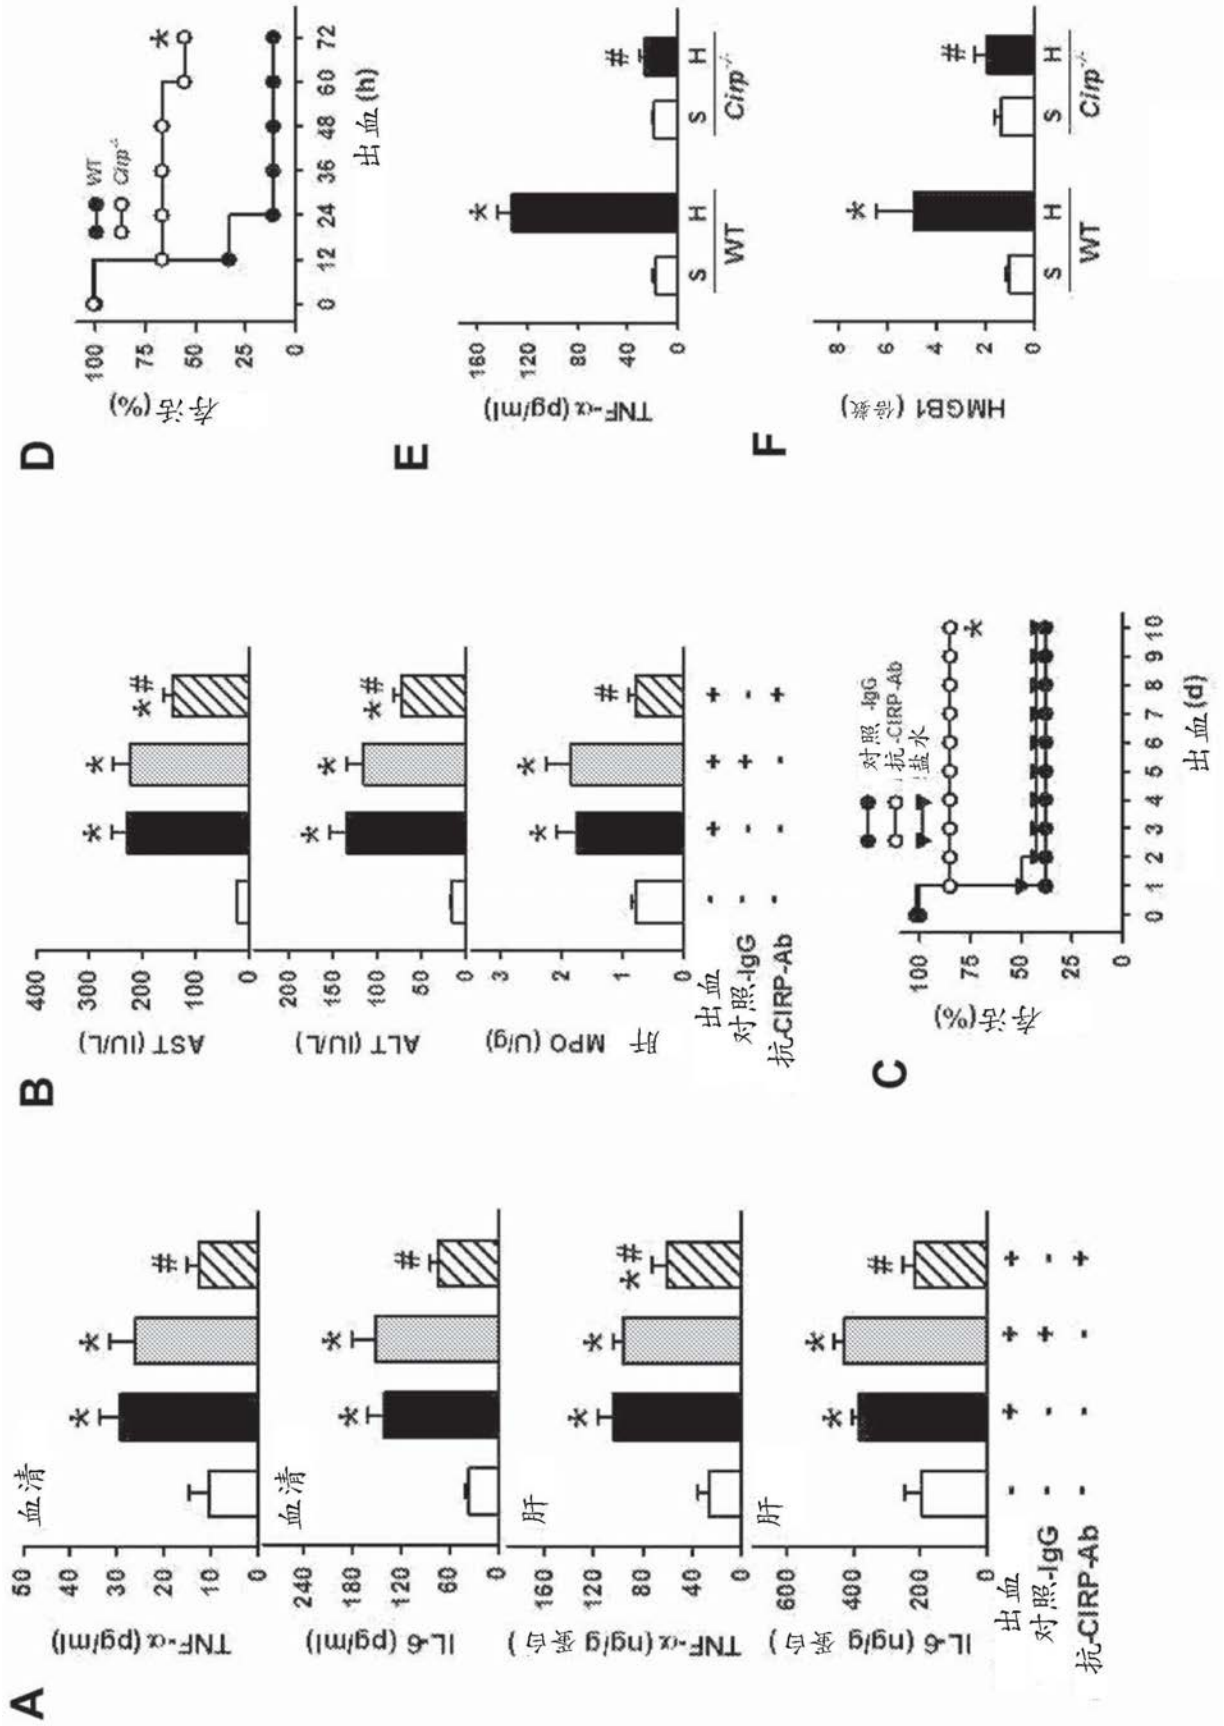 A
血清
TNF-α (pg/ml)
50
40
30
20
10
0
* * #
血清
IL-6 (pg/ml)
240
180
120
60
0
* * #
肝
TNF-α (ng/g 蛋白)
160
120
80
40
0
* * *#
肝
IL-6 (ng/g 蛋白)
600
400
200
0
* * #
出血 - + + +
对照-IgG - - + -
抗-CIRP-Ab - - - +
B
AST (IU/L)
400
300
200
100
0
* * *#
ALT (IU/L)
200
150
100
50
0
* * *#
肝 MPO (U/g)
3
2
1
0
* * #
出血 - + + +
对照-IgG - - + -
抗-CIRP-Ab - - - +
C
存活 (%)
100
75
50
25
0
对照-IgG
抗-CIRP-Ab
盐水
*
0 1 2 3 4 5 6 7 8 9 10
出血 (d)
D
存活 (%)
100
75
50
25
0
WT
Cirp-/-
*
0 12 24 36 48 60 72
出血 (h)
E
TNF-α (pg/ml)
160
120
80
40
0
* #
S H S H
WT Cirp-/-
F
HMGB1 (倍数)
8
6
4
2
0
* #
S H S H
WT Cirp-/-